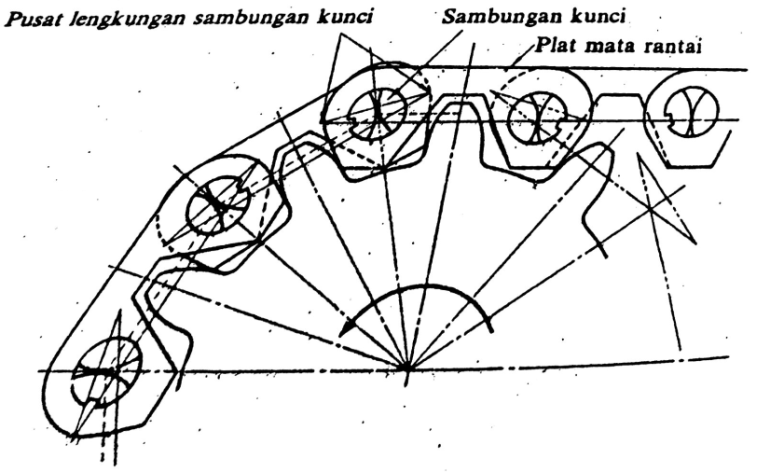 Pusat lengkungan sambungan kunci
Sambungan kunci
Plat mata rantai